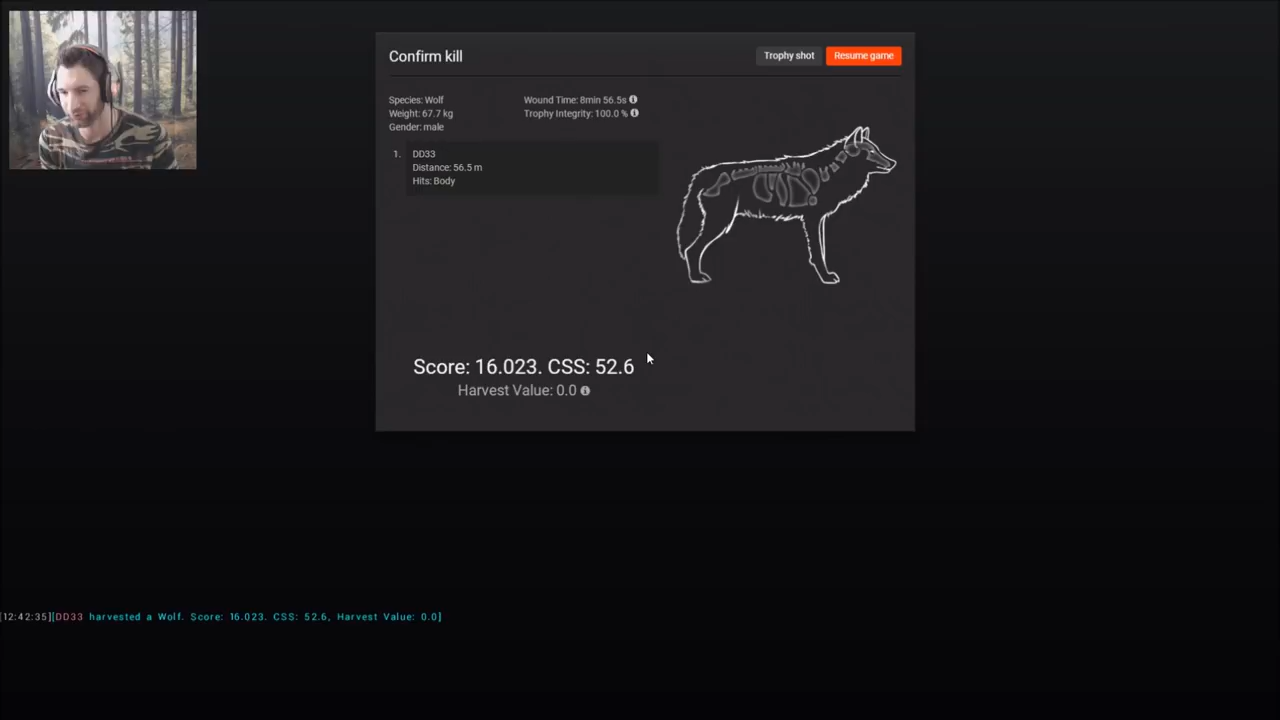 Confirm kill
Trophy shot
Resume game
Species: Wolf
Weight: 67.7 kg
Gender: male
Wound Time: 8min 56.5s
Trophy Integrity: 100.0 %
1.
DD33
Distance: 56.5 m
Hits: Body
Score: 16.023. CSS: 52.6
Harvest Value: 0.0
[12:42:35][DD33 harvested a Wolf. Score: 16.023. CSS: 52.6, Harvest Value: 0.0]